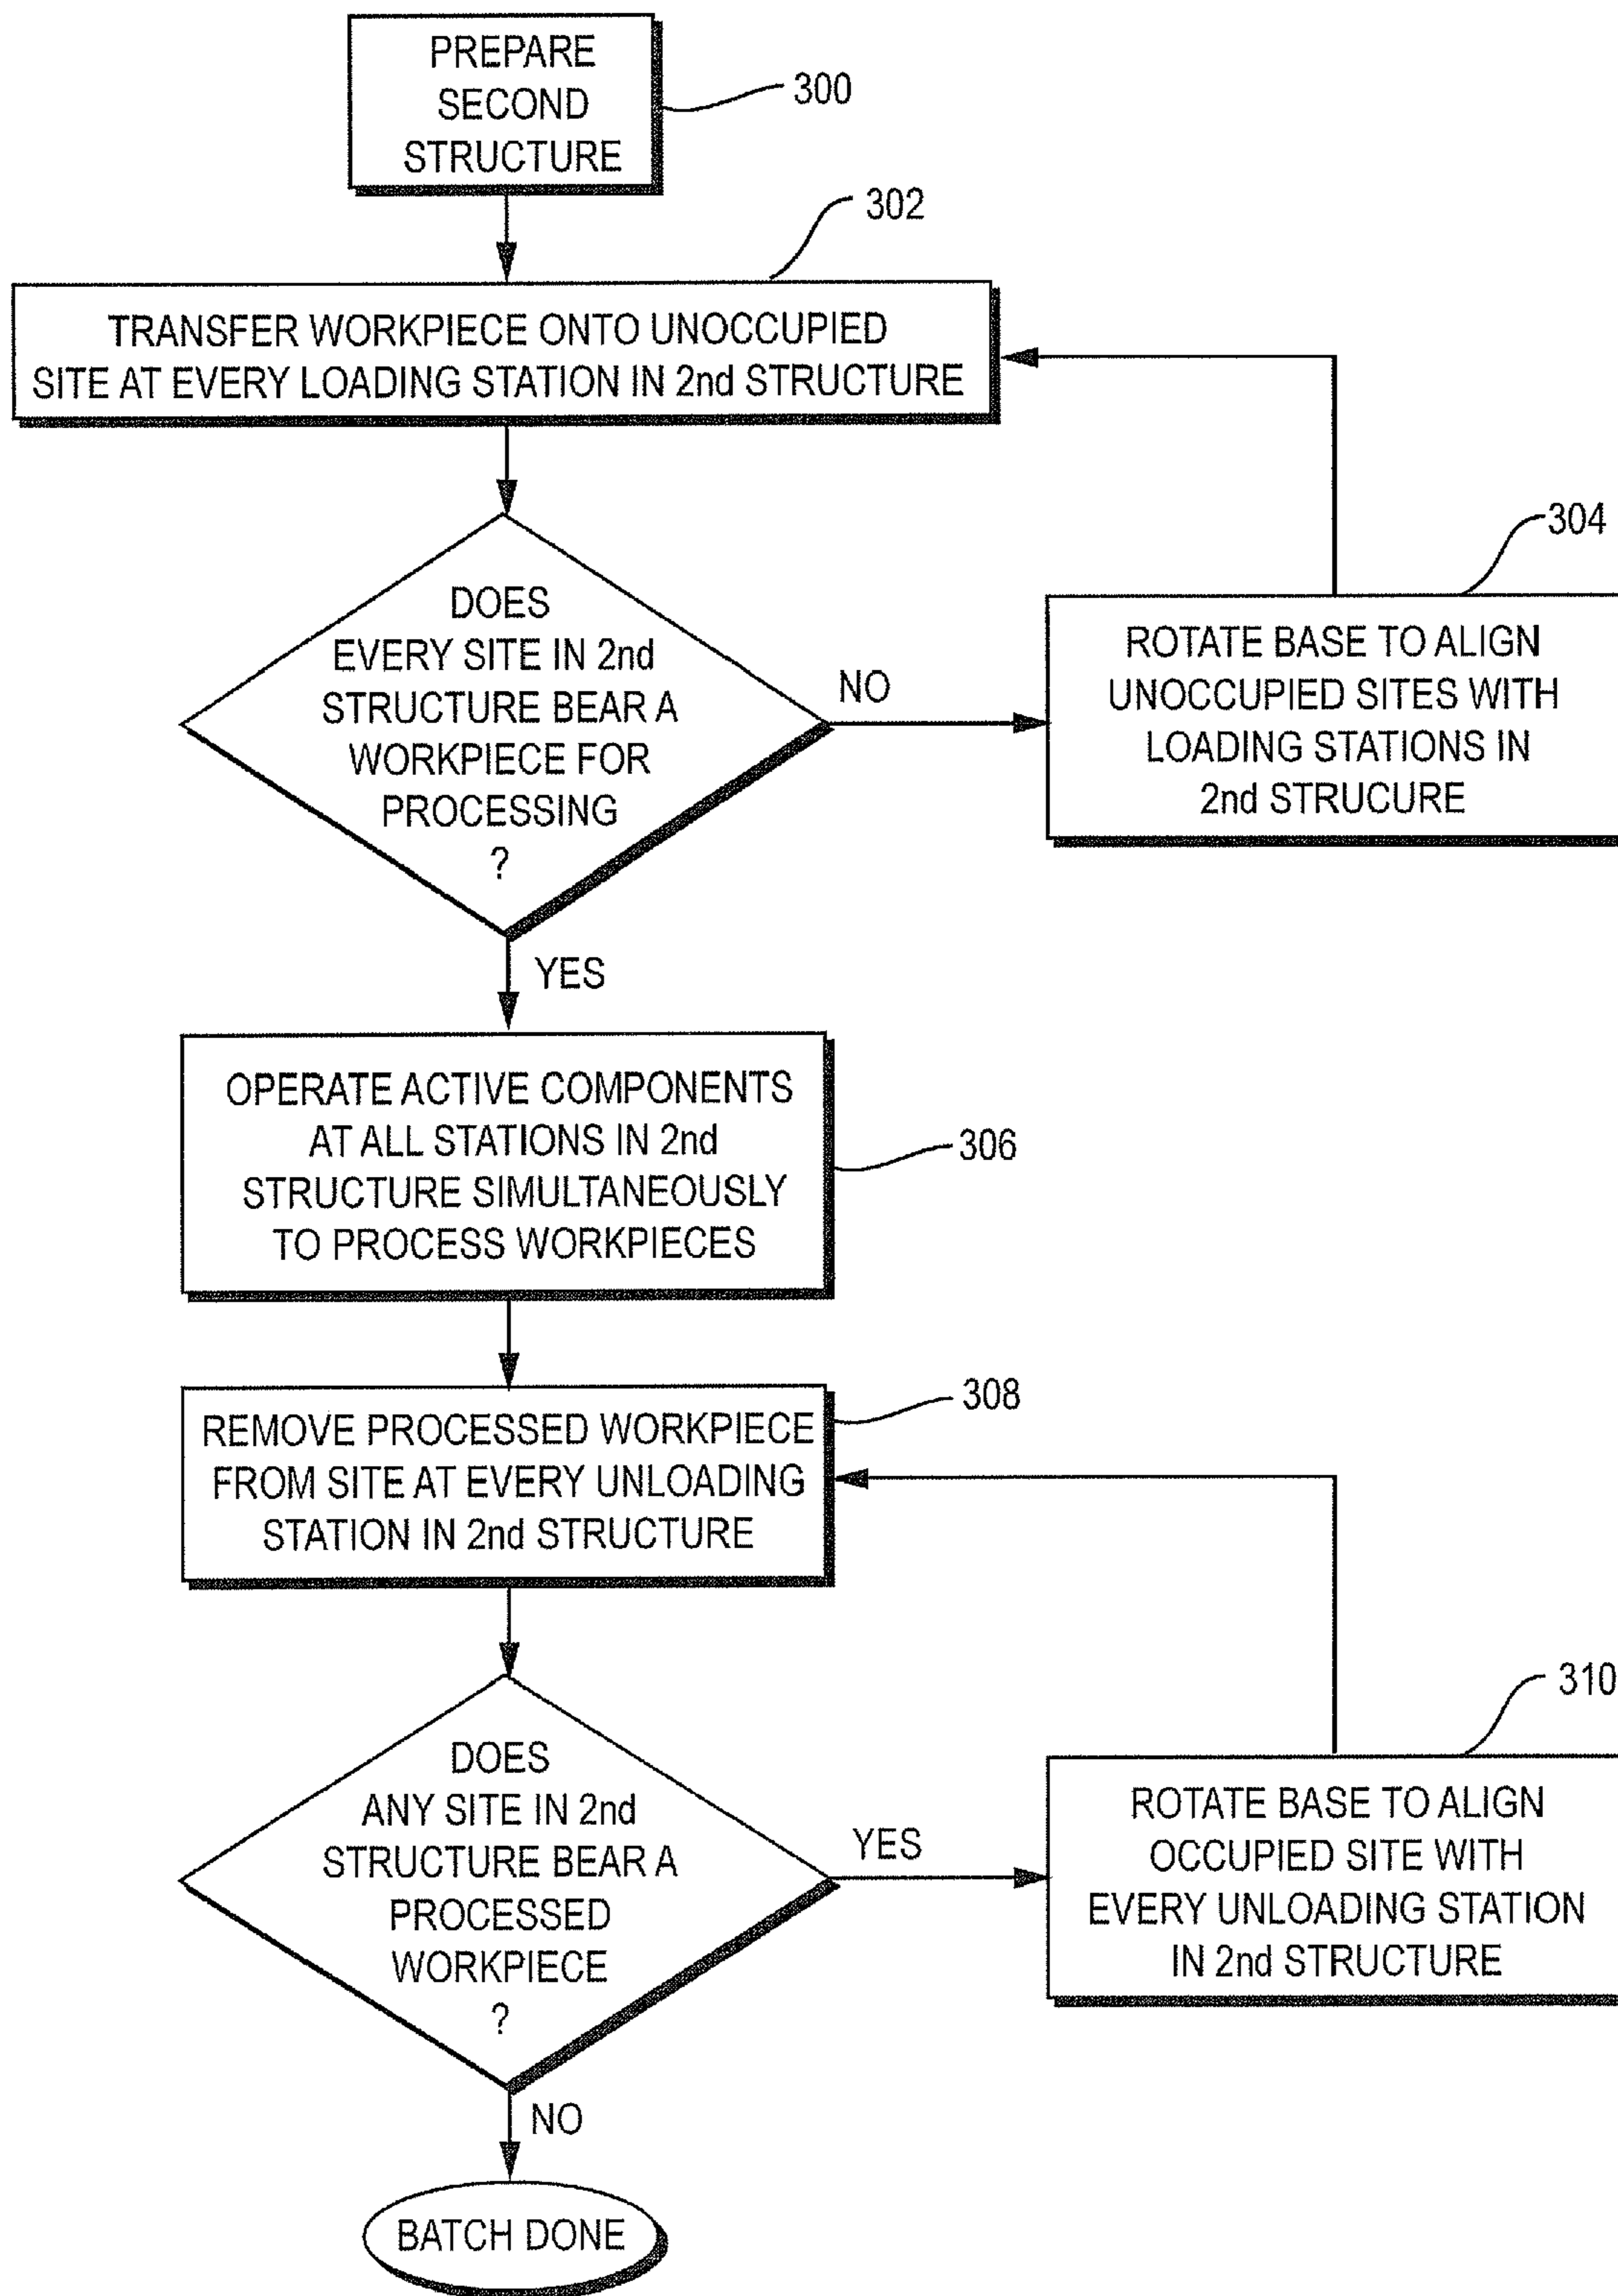 PREPARE
SECOND
STRUCTURE
300
302
TRANSFER WORKPIECE ONTO UNOCCUPIED
SITE AT EVERY LOADING STATION IN 2nd STRUCTURE
DOES
EVERY SITE IN 2nd
STRUCTURE BEAR A
WORKPIECE FOR
PROCESSING
?
NO
304
ROTATE BASE TO ALIGN
UNOCCUPIED SITES WITH
LOADING STATIONS IN
2nd STRUCURE
YES
OPERATE ACTIVE COMPONENTS
AT ALL STATIONS IN 2nd
STRUCTURE SIMULTANEOUSLY
TO PROCESS WORKPIECES
306
308
REMOVE PROCESSED WORKPIECE
FROM SITE AT EVERY UNLOADING
STATION IN 2nd STRUCTURE
DOES
ANY SITE IN 2nd
STRUCTURE BEAR A
PROCESSED
WORKPIECE
?
YES
310
ROTATE BASE TO ALIGN
OCCUPIED SITE WITH
EVERY UNLOADING STATION
IN 2nd STRUCTURE
NO
BATCH DONE